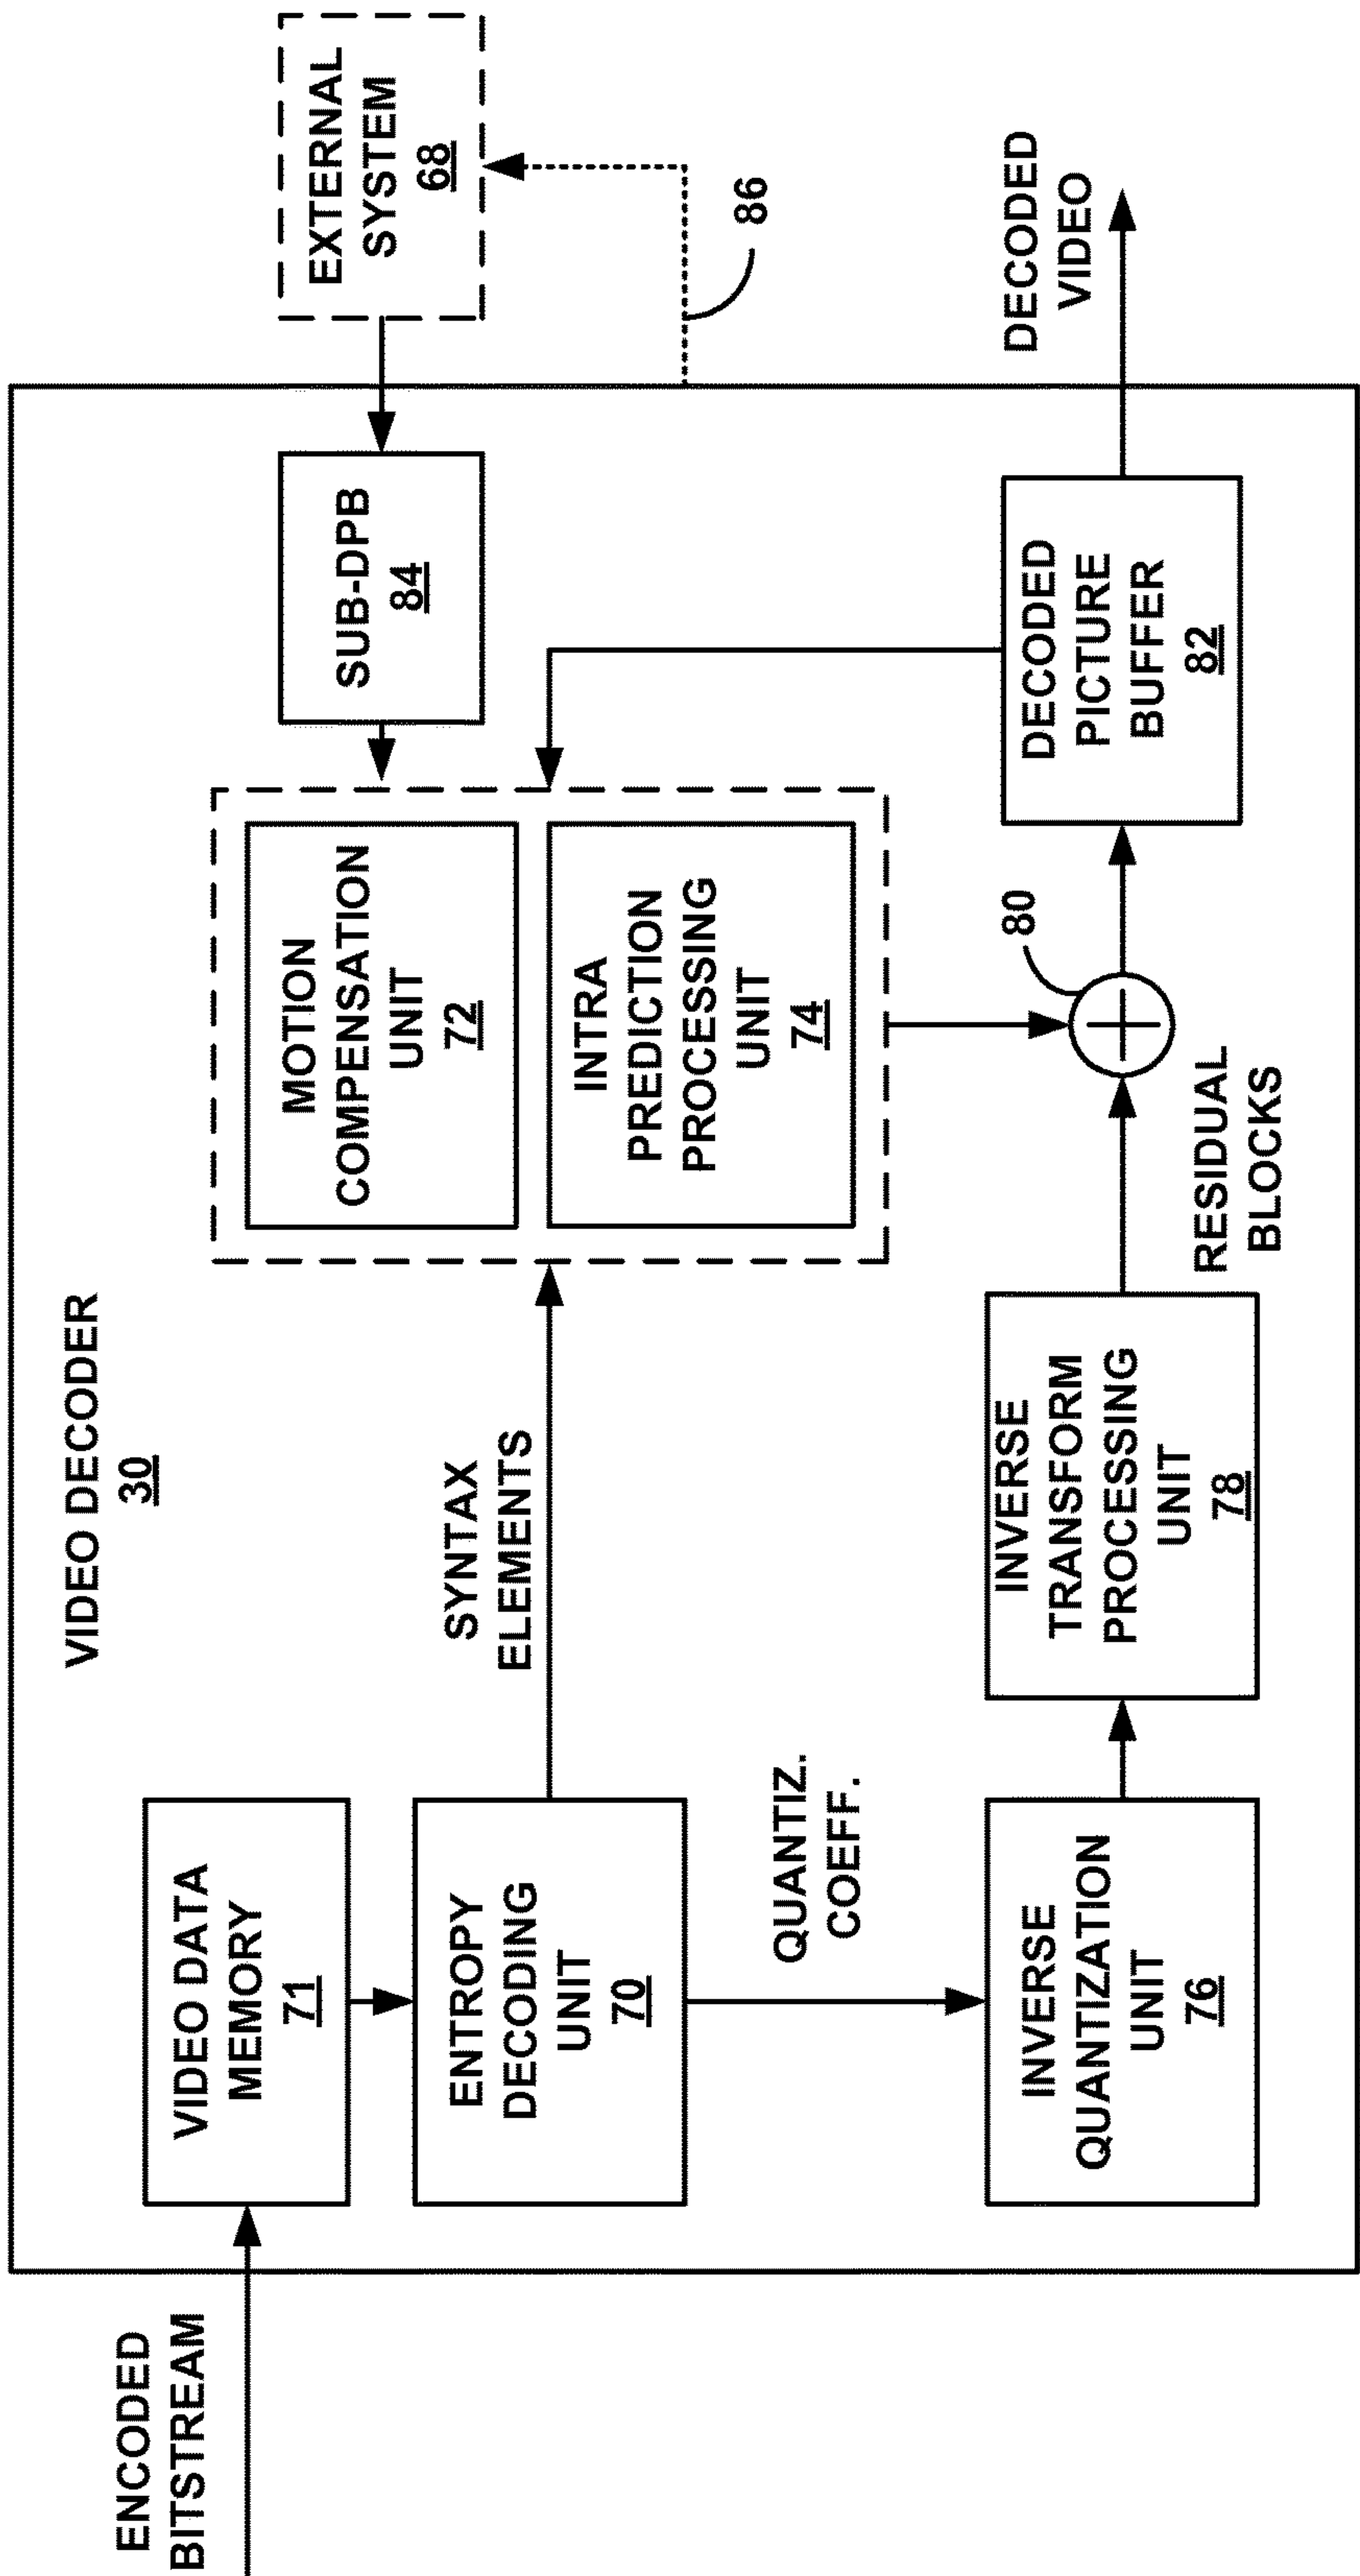 VIDEO DECODER
30
ENCODED
BITSTREAM
VIDEO DATA
MEMORY
71
ENTROPY
DECODING
UNIT
70
SYNTAX
ELEMENTS
MOTION
COMPENSATION
UNIT
72
INTRA
PREDICTION
PROCESSING
UNIT
74
SUB-DPB
84
EXTERNAL
SYSTEM
68
86
QUANTIZ.
COEFF.
INVERSE
QUANTIZATION
UNIT
76
INVERSE
TRANSFORM
PROCESSING
UNIT
78
RESIDUAL
BLOCKS
80
DECODED
PICTURE
BUFFER
82
DECODED
VIDEO